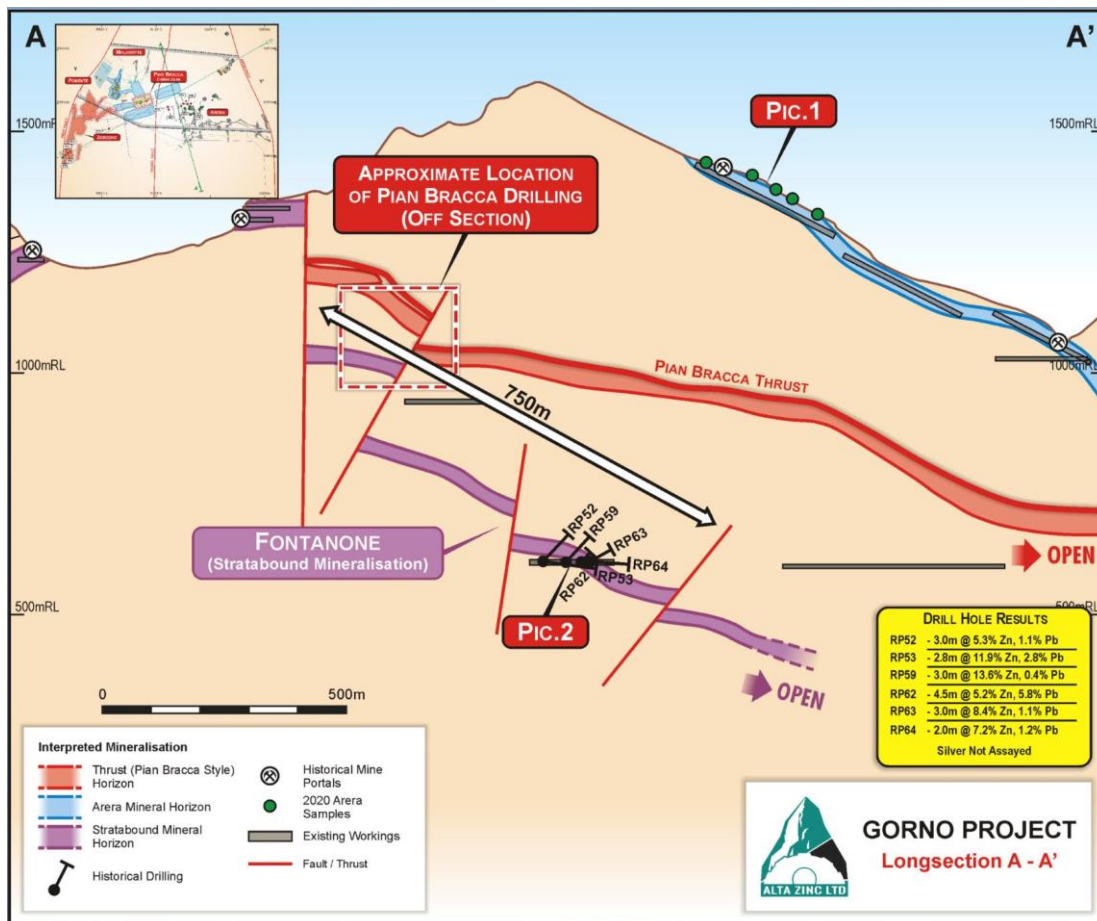 A
A'
PONENTE
PIAN BRACCA
ZORZONE
ARERA
1500mRL
1500mRL
PIC.1
APPROXIMATE LOCATION
OF PIAN BRACCA DRILLING
(OFF SECTION)
1000mRL
1000mRL
PIAN BRACCA THRUST
750m
FONTANONE
(Stratabound Mineralisation)
RP52
RP59
RP63
RP64
RP53
RP62
OPEN
500mRL
500mRL
PIC.2
OPEN
DRILL HOLE RESULTS
RP52 - 3.0m @ 5.3% Zn, 1.1% Pb
RP53 - 2.8m @ 11.9% Zn, 2.8% Pb
RP59 - 3.0m @ 13.6% Zn, 0.4% Pb
RP62 - 4.5m @ 5.2% Zn, 5.8% Pb
RP63 - 3.0m @ 8.4% Zn, 1.1% Pb
RP64 - 2.0m @ 7.2% Zn, 1.2% Pb
Silver Not Assayed
0 500m
Interpreted Mineralisation
Thrust (Pian Bracca Style)
Horizon
Arera Mineral Horizon
Stratabound Mineral
Horizon
Historical Drilling
Historical Mine
Portals
2020 Arera
Samples
Existing Workings
Fault / Thrust
ALTA ZINC LTD
GORNO PROJECT
Longsection A - A'